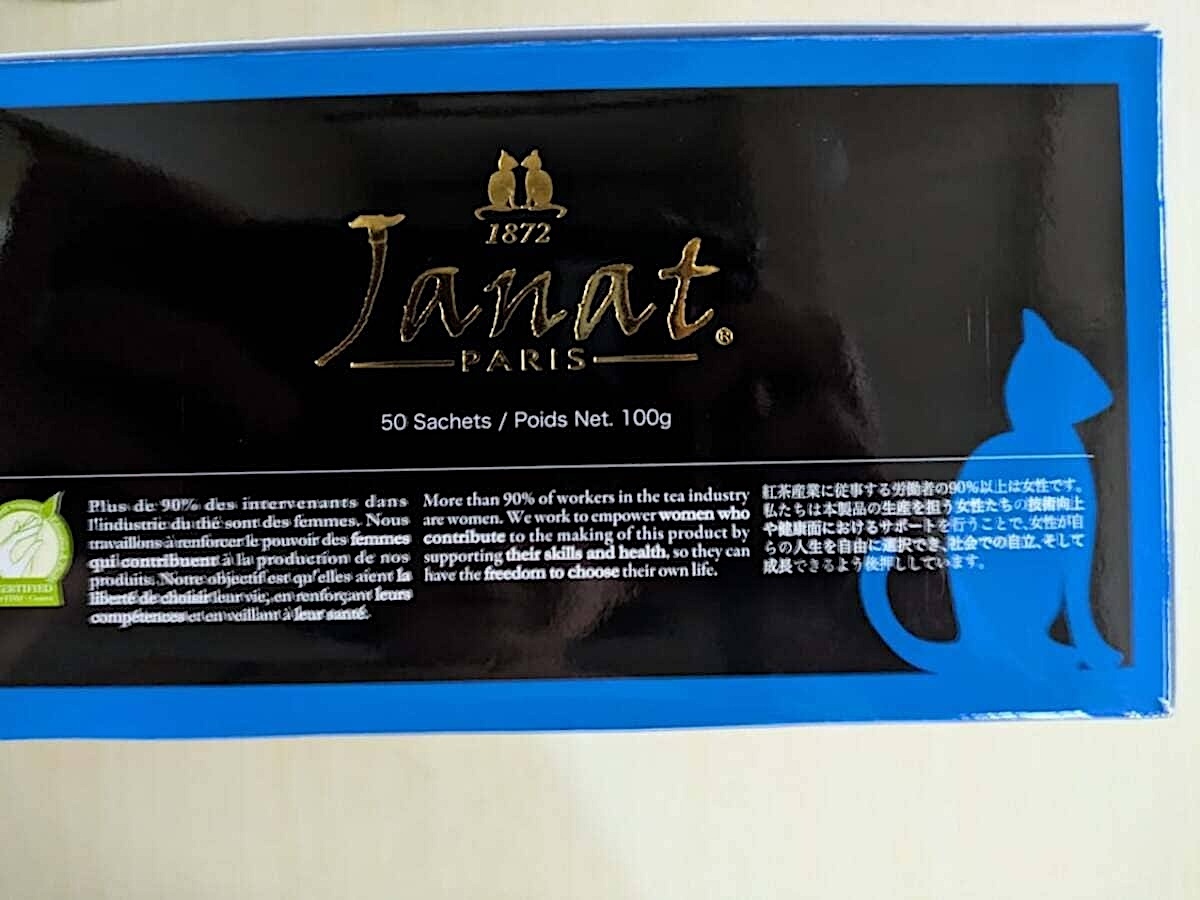 1872
Janat
PARIS
®
50 Sachets / Poids Net. 100g
CERTIFIED
Plus de 90% des intervenants dans
l'industrie du thé sont des femmes. Nous
travaillons à renforcer le pouvoir des femmes
qui contribuent à la production de nos
produits. Notre objectif est qu'elles aient la
liberté de choisir leur vie, en renforçant leurs
compétences et en veillant à leur santé.
More than 90% of workers in the tea industry
are women. We work to empower women who
contribute to the making of this product by
supporting their skills and health, so they can
have the freedom to choose their own life.
紅茶産業に従事する労働者の90%以上は女性です。
私たちは本製品の生産を担う女性たちの技術向上
や健康面におけるサポートを行うことで、女性が自
らの人生を自由に選択でき、社会での自立、そして
成長できるよう後押ししています。